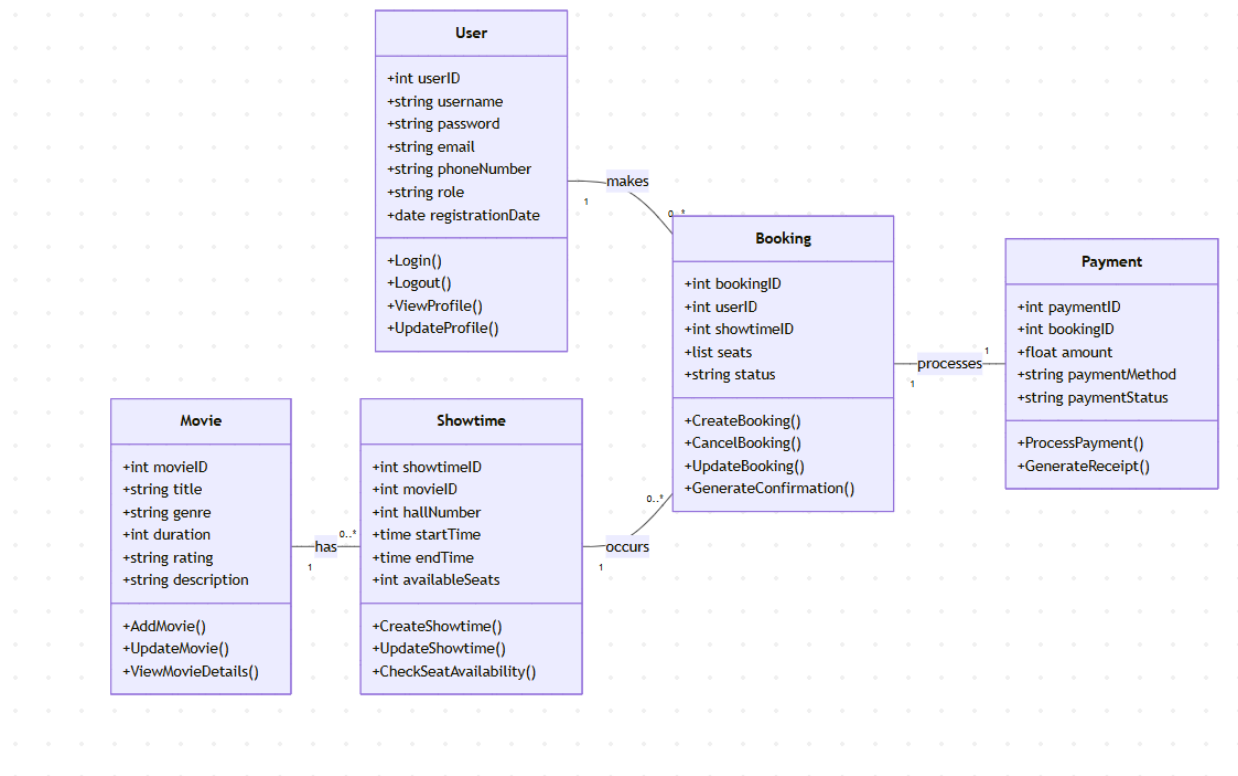 User
+int userID
+string username
+string password
+string email
+string phoneNumber
+string role
+date registrationDate
+Login()
+Logout()
+ViewProfile()
+UpdateProfile()
makes
1
0..*
Booking
+int bookingID
+int userID
+int showtimeID
+list seats
+string status
+CreateBooking()
+CancelBooking()
+UpdateBooking()
+GenerateConfirmation()
processes
1
1
Payment
+int paymentID
+int bookingID
+float amount
+string paymentMethod
+string paymentStatus
+ProcessPayment()
+GenerateReceipt()
Movie
+int movieID
+string title
+string genre
+int duration
+string rating
+string description
+AddMovie()
+UpdateMovie()
+ViewMovieDetails()
has
1
0..*
Showtime
+int showtimeID
+int movieID
+int hallNumber
+time startTime
+time endTime
+int availableSeats
+CreateShowtime()
+UpdateShowtime()
+CheckSeatAvailability()
occurs
1
0..*